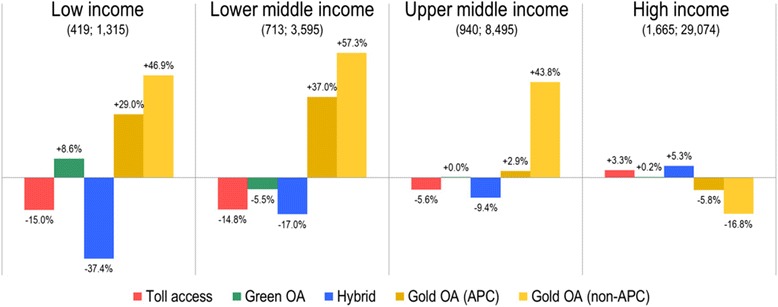 Low income
(419; 1,315)
-15.0%
+8.6%
-37.4%
+29.0%
+46.9%
Lower middle income
(713; 3,595)
-14.8%
-5.5%
-17.0%
+37.0%
+57.3%
Upper middle income
(940; 8,495)
-5.6%
+0.0%
-9.4%
+2.9%
+43.8%
High income
(1,665; 29,074)
+3.3%
+0.2%
+5.3%
-5.8%
-16.8%
Toll access
Green OA
Hybrid
Gold OA (APC)
Gold OA (non-APC)